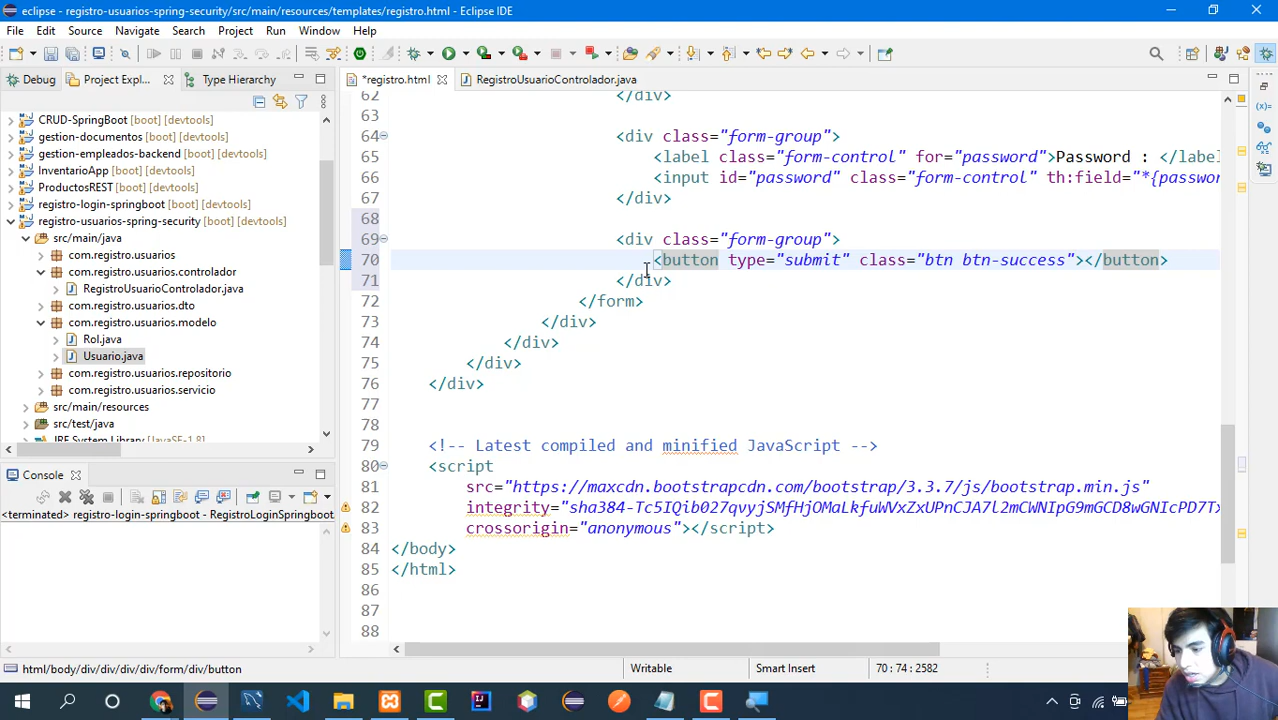 eclipse - registro-usuarios-spring-security/src/main/resources/templates/registro.html - Eclipse IDE
File Edit Source Refactor Navigate Search Project Run Window Help
Debug Project Expl... Type Hierarchy
*registro.html RegistroUsuarioControlador.java
CRUD-SpringBoot [boot] [devtools]
gestion-documentos [boot] [devtools]
gestion-empleados-backend [boot] [devtools]
InventarioApp [boot] [devtools]
ProductosREST [boot] [devtools]
registro-login-springboot [boot] [devtools]
registro-usuarios-spring-security [boot] [devtools]
src/main/java
com.registro.usuarios
com.registro.usuarios.controlador
RegistroUsuarioControlador.java
com.registro.usuarios.dto
com.registro.usuarios.modelo
Rol.java
Usuario.java
com.registro.usuarios.repositorio
com.registro.usuarios.servicio
src/main/resources
src/test/java
JRE System Library [JavaSE-1.8]
Console
<terminated> registro-login-springboot - RegistroLoginSpringboot
62 </div>
63
64 <div class="form-group">
65 <label class="form-control" for="password">Password : </label
66 <input id="password" class="form-control" th:field="*{passwor
67 </div>
68
69 <div class="form-group">
70 <button type="submit" class="btn btn-success"></button>
71 </div>
72 </form>
73 </div>
74 </div>
75 </div>
76 </div>
77
78
79 <!-- Latest compiled and minified JavaScript -->
80 <script
81 src="https://maxcdn.bootstrapcdn.com/bootstrap/3.3.7/js/bootstrap.min.js"
82 integrity="sha384-Tc5IQib027qvyjSMfHjOMaLkfuWVxZxUPnCJA7l2mCWNIpG9mGCD8wGNIcPD7Tx
83 crossorigin="anonymous"></script>
84 </body>
85 </html>
86
87
88
html/body/div/div/div/div/form/div/button Writable Smart Insert 70 : 74 : 2582